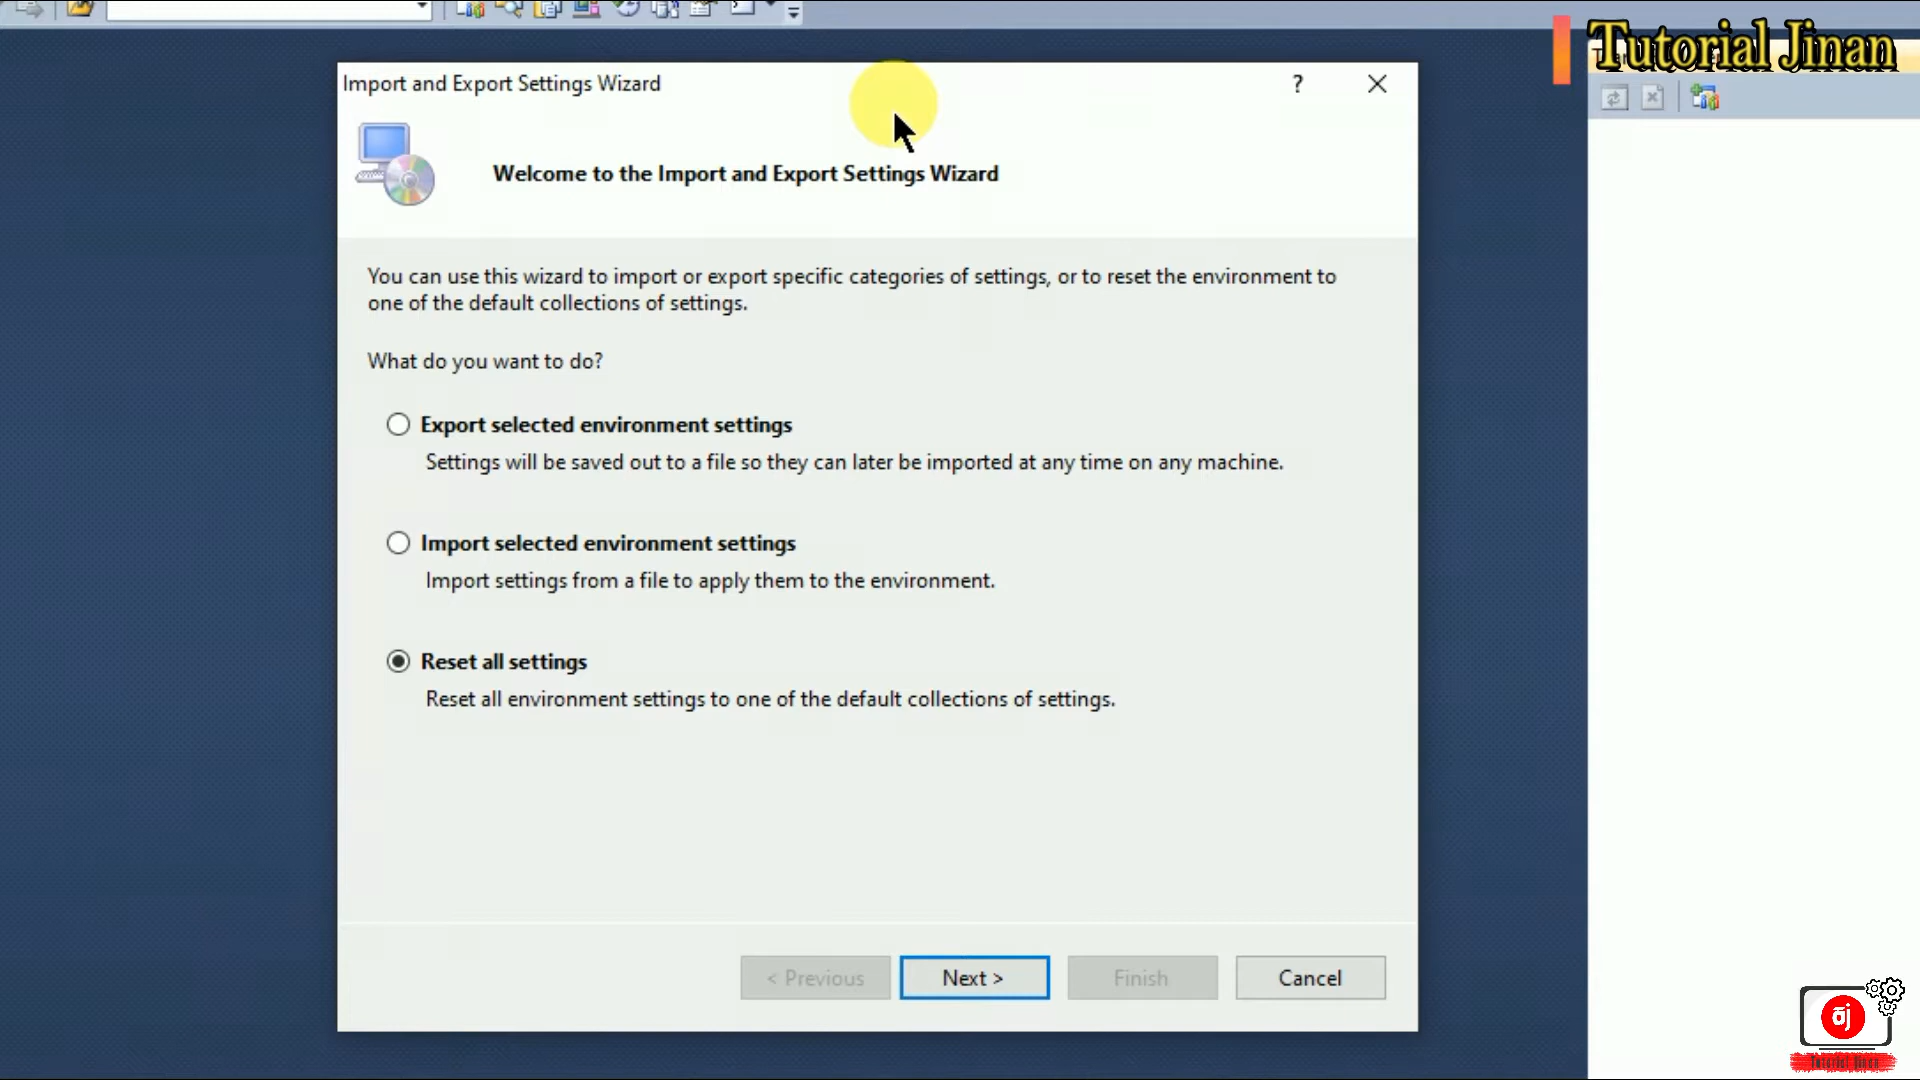 Tutorial Jinan
Import and Export Settings Wizard
?
Welcome to the Import and Export Settings Wizard
You can use this wizard to import or export specific categories of settings, or to reset the environment to
one of the default collections of settings.
What do you want to do?
Export selected environment settings
Settings will be saved out to a file so they can later be imported at any time on any machine.
Import selected environment settings
Import settings from a file to apply them to the environment.
Reset all settings
Reset all environment settings to one of the default collections of settings.
< Previous
Next >
Finish
Cancel
Tutorial Jinan